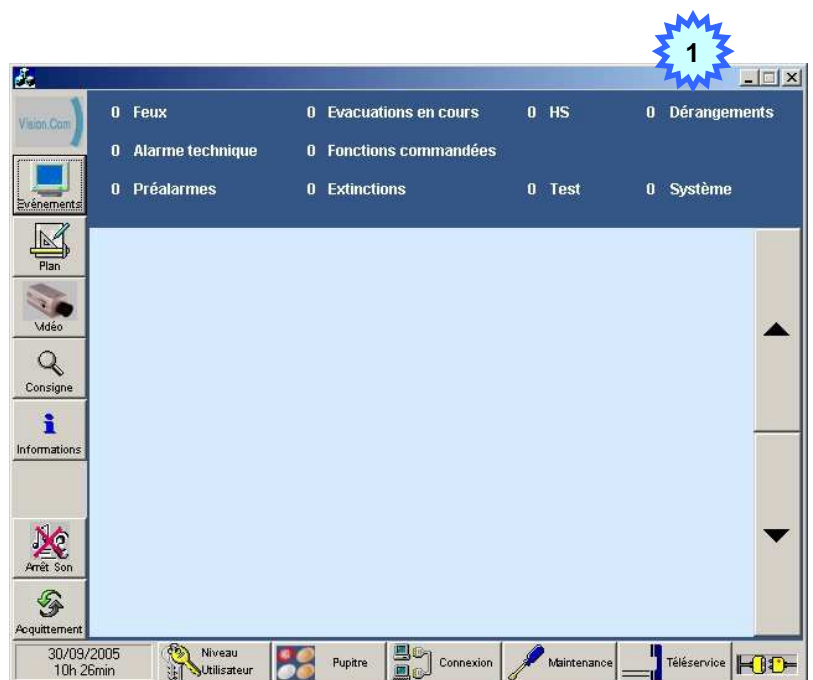 1
Vision.Com
0 Feux 0 Evacuations en cours 0 HS 0 Dérangements
0 Alarme technique 0 Fonctions commandées
0 Préalarmes 0 Extinctions 0 Test 0 Système
Evénements
Plan
Vidéo
Consigne
Informations
Arrêt Son
Acquittement
30/09/2005
10h 26min
Niveau
Utilisateur
Pupitre
Connexion
Maintenance
Téléservice